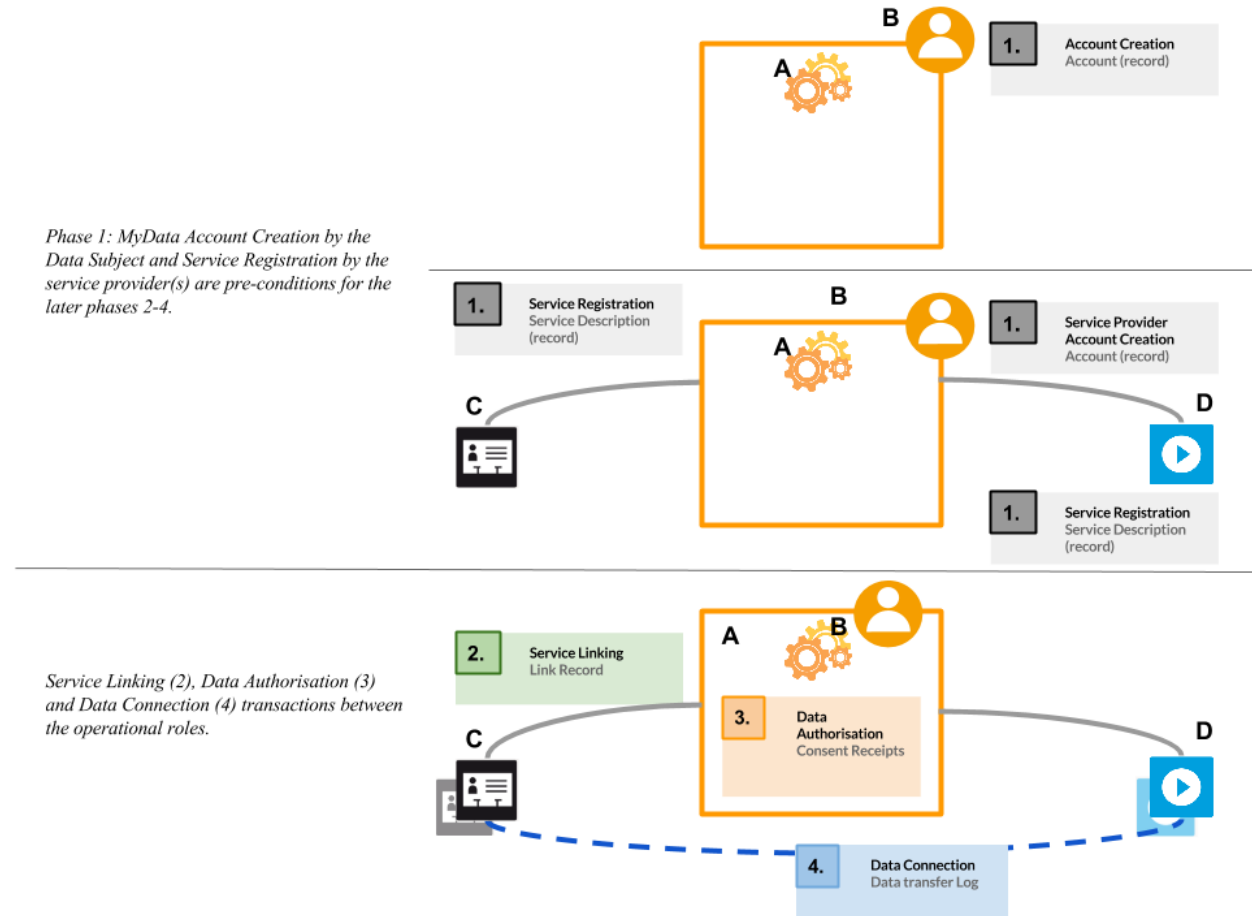 B
1.
Account Creation
Account (record)
A
Phase 1: MyData Account Creation by the
Data Subject and Service Registration by the
service provider(s) are pre-conditions for the
later phases 2-4.
1.
Service Registration
Service Description
(record)
B
1.
Service Provider
Account Creation
Account (record)
A
C
D
1.
Service Registration
Service Description
(record)
2.
Service Linking
Link Record
A
B
Service Linking (2), Data Authorisation (3)
and Data Connection (4) transactions between
the operational roles.
3.
Data
Authorisation
Consent Receipts
C
D
4.
Data Connection
Data transfer Log